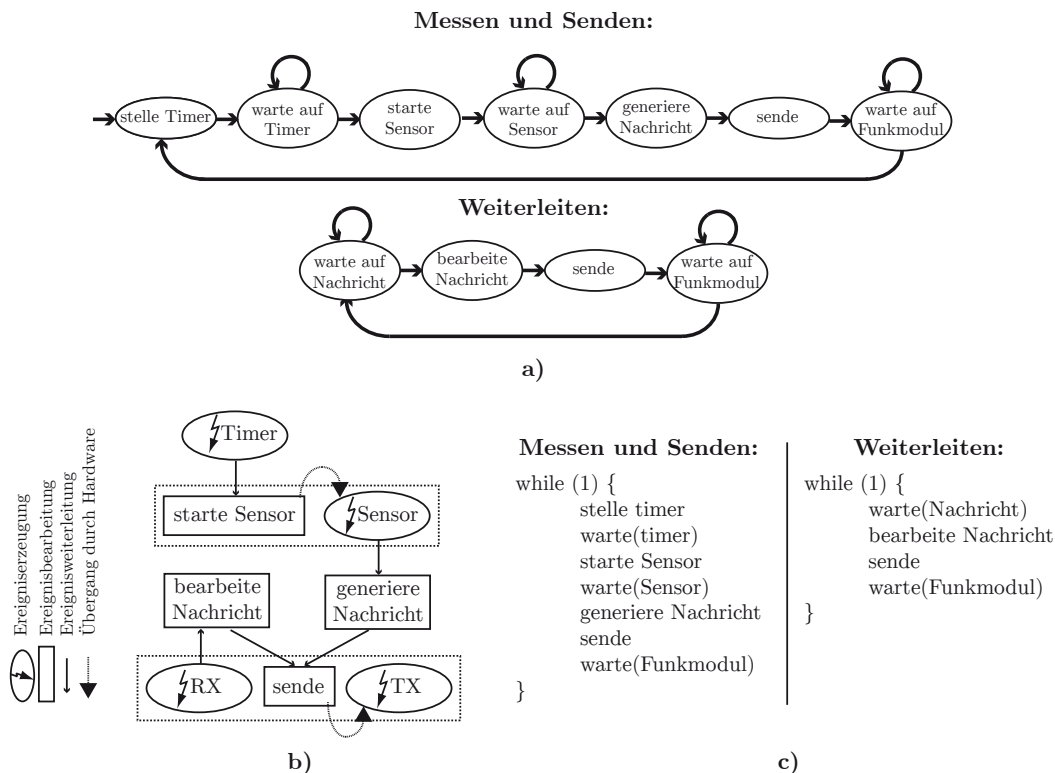 Messen und Senden:
stelle Timer
warte auf
Timer
starte
Sensor
warte auf
Sensor
generiere
Nachricht
sende
warte auf
Funkmodul
Weiterleiten:
warte auf
Nachricht
bearbeite
Nachricht
sende
warte auf
Funkmodul
a)
Ereigniserzeugung
Ereignisbearbeitung
Ereignisweiterleitung
Übergang durch Hardware
Timer
starte Sensor
Sensor
bearbeite
Nachricht
generiere
Nachricht
RX
sende
TX
b)
Messen und Senden:
while (1) {
stelle timer
warte(timer)
starte Sensor
warte(Sensor)
generiere Nachricht
sende
warte(Funkmodul)
}
Weiterleiten:
while (1) {
warte(Nachricht)
bearbeite Nachricht
sende
warte(Funkmodul)
}
c)